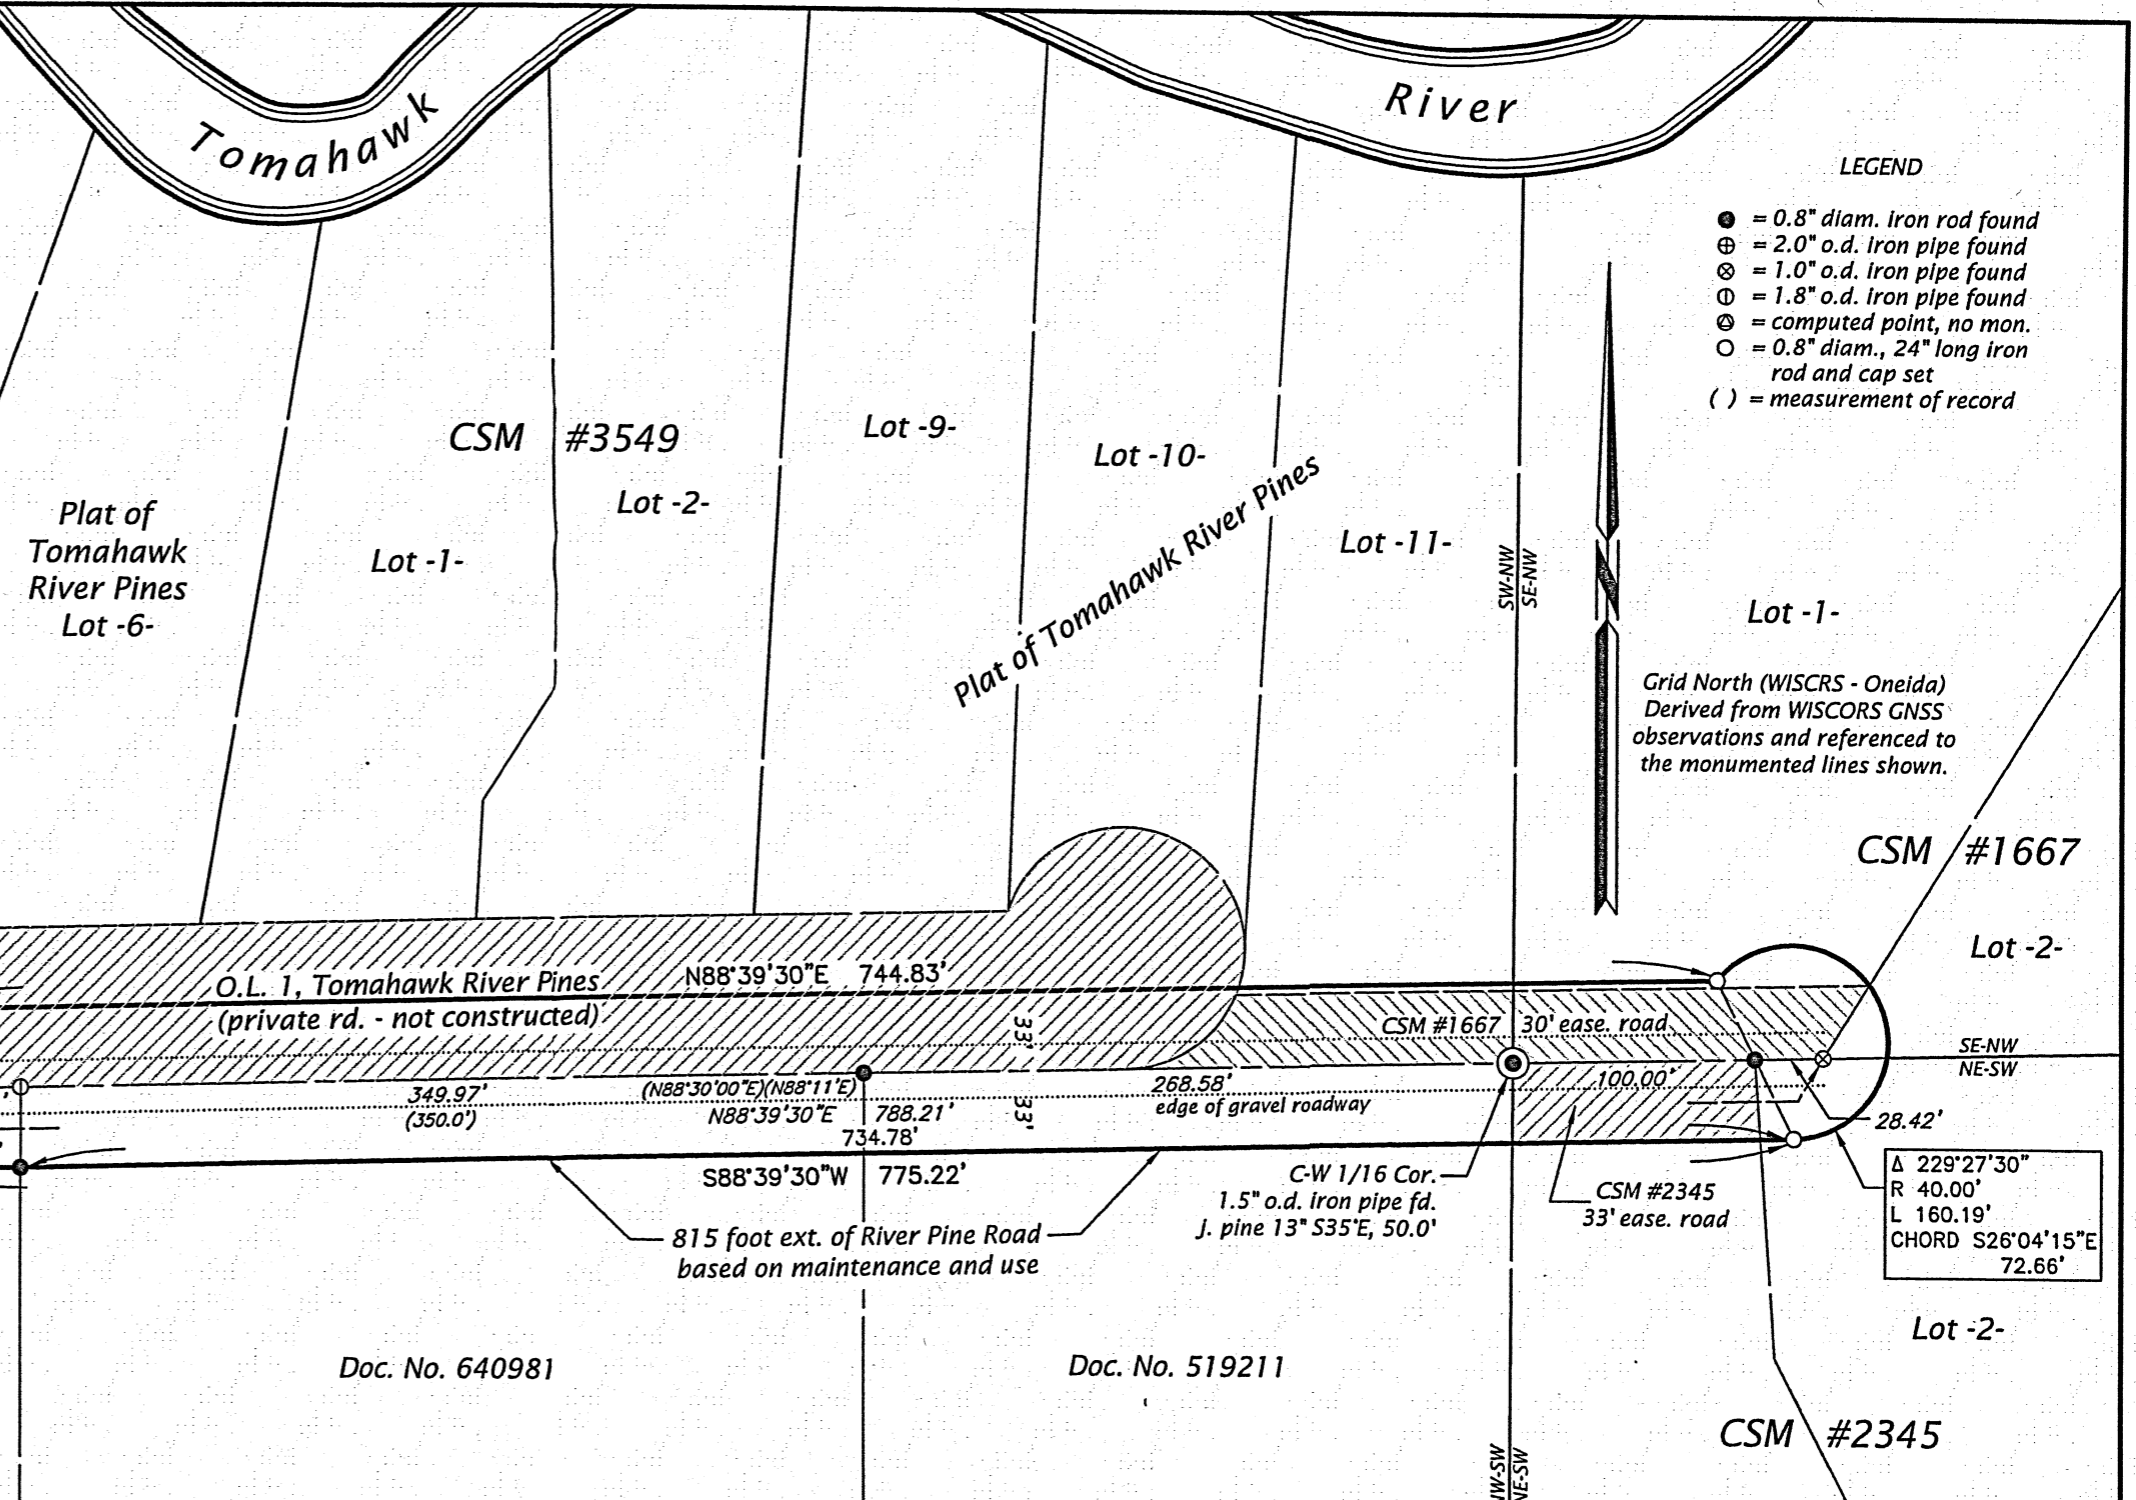 Tomahawk
River
LEGEND
= 0.8" diam. iron rod found
= 2.0" o.d. iron pipe found
= 1.0" o.d. iron pipe found
= 1.8" o.d. iron pipe found
= computed point, no mon.
= 0.8" diam., 24" long iron
rod and cap set
( ) = measurement of record
CSM #3549
Lot -9-
Lot -10-
Lot -2-
Plat of
Tomahawk
River Pines
Lot -6-
Lot -1-
Plat of Tomahawk River Pines
Lot -11-
SW-NW
SE-NW
N
Lot -1-
Grid North (WISCRS - Oneida)
Derived from WISCORS GNSS
observations and referenced to
the monumented lines shown.
CSM #1667
Lot -2-
O.L. 1, Tomahawk River Pines
N88°39'30"E 744.83'
(private rd. - not constructed)
33'
CSM #1667 30' ease. road
SE-NW
NE-SW
349.97'
(350.0')
(N88°30'00"E)(N88°11'E)
N88°39'30"E 788.21'
734.78'
33'
268.58'
edge of gravel roadway
100.00'
28.42'
S88°39'30"W 775.22'
C-W 1/16 Cor.
1.5" o.d. iron pipe fd.
J. pine 13" S35°E, 50.0'
CSM #2345
33' ease. road
Δ 229°27'30"
R 40.00'
L 160.19'
CHORD S26°04'15"E
72.66'
815 foot ext. of River Pine Road
based on maintenance and use
Lot -2-
Doc. No. 640981
Doc. No. 519211
CSM #2345
NW-SW
NE-SW